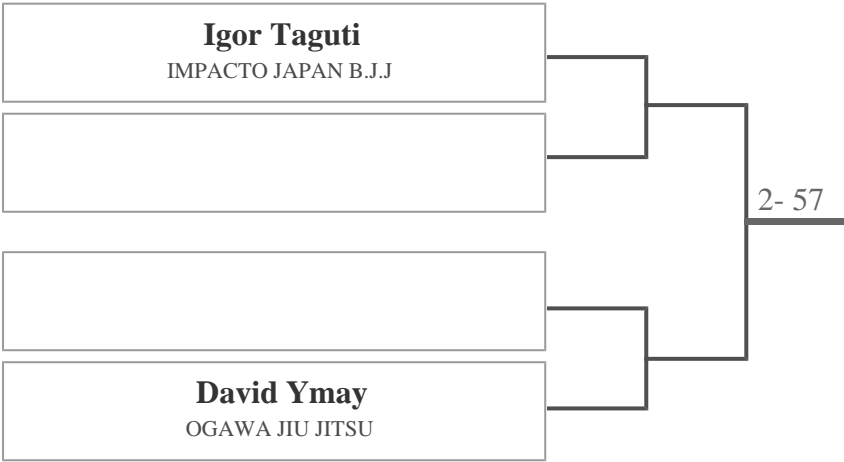 Igor Taguti
IMPACTO JAPAN B.J.J
2- 57
David Ymay
OGAWA JIU JITSU